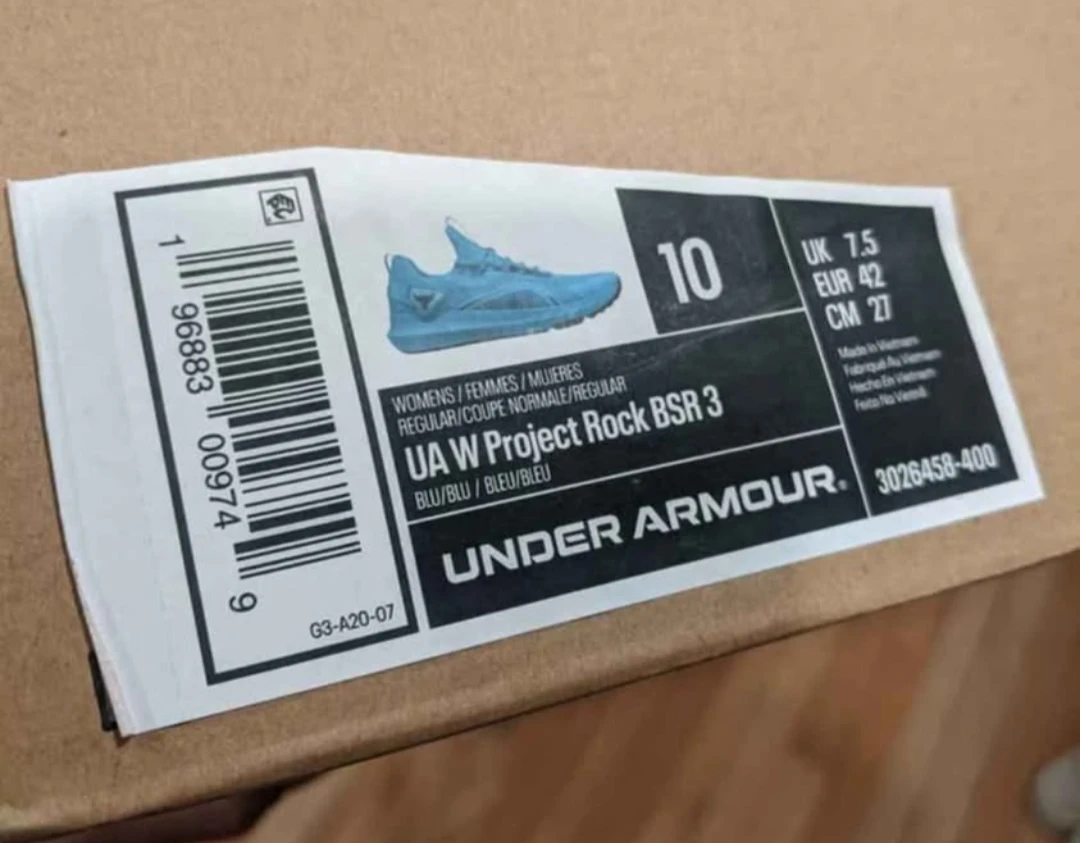 1 96883 00974 9
G3-A20-07
10
WOMENS / FEMMES / MUJERES
REGULAR/COUPE NORMALE/REGULAR
UA W Project Rock BSR 3
BLU/BLU / BLEU/BLEU
UNDER ARMOUR®
UK 7.5
EUR 42
CM 27
Made In Vietnam
Fabriqué Au Vietnam
Hecho En Vietnam
Feito No Vietnã
3026458-400